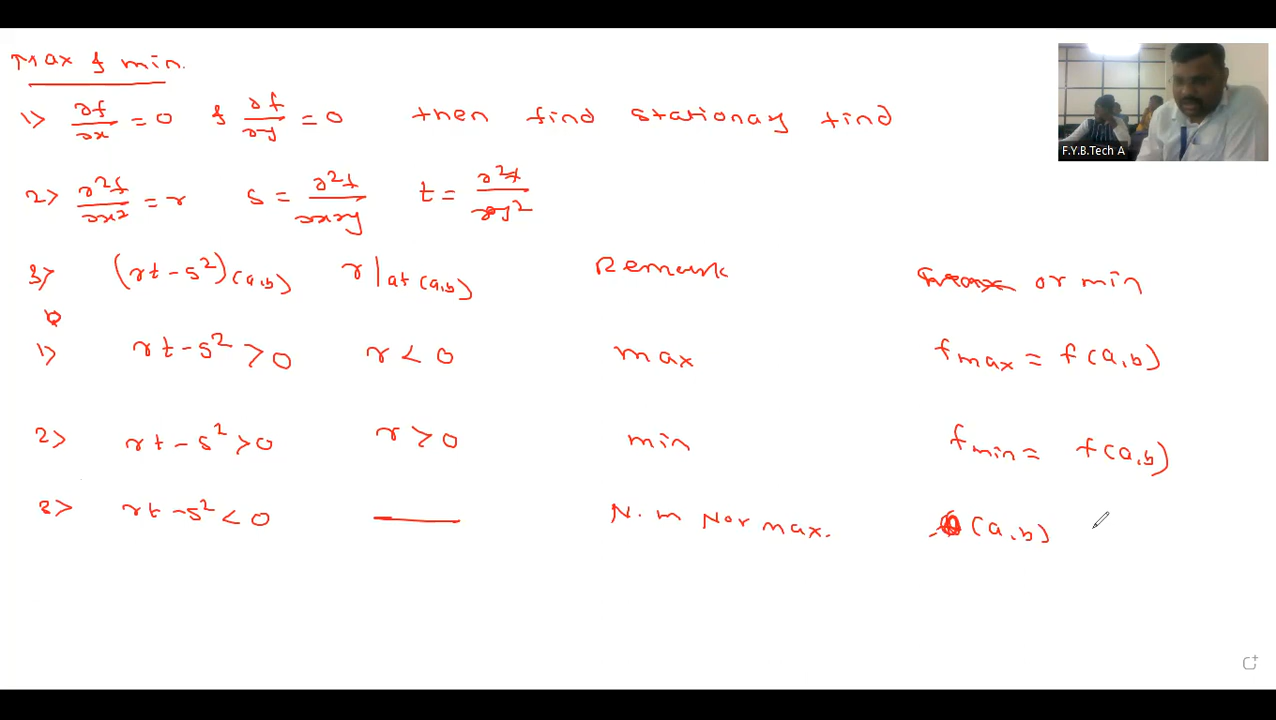 Max & min.
1) ∂f/∂x = 0 & ∂f/∂y = 0 then find stationay find
F.Y.B.Tech A
2) ∂²f/∂x² = r s = ∂²f/∂x∂y t = ∂²f/∂y²
3) (rt - s²)(a,b) r|at (a,b) Remark max or min
1) rt - s² > 0 r < 0 max fmax = f(a,b)
2) rt - s² > 0 r > 0 min fmin = f(a,b)
3) rt - s² < 0 — N. m Nor max. (a,b)